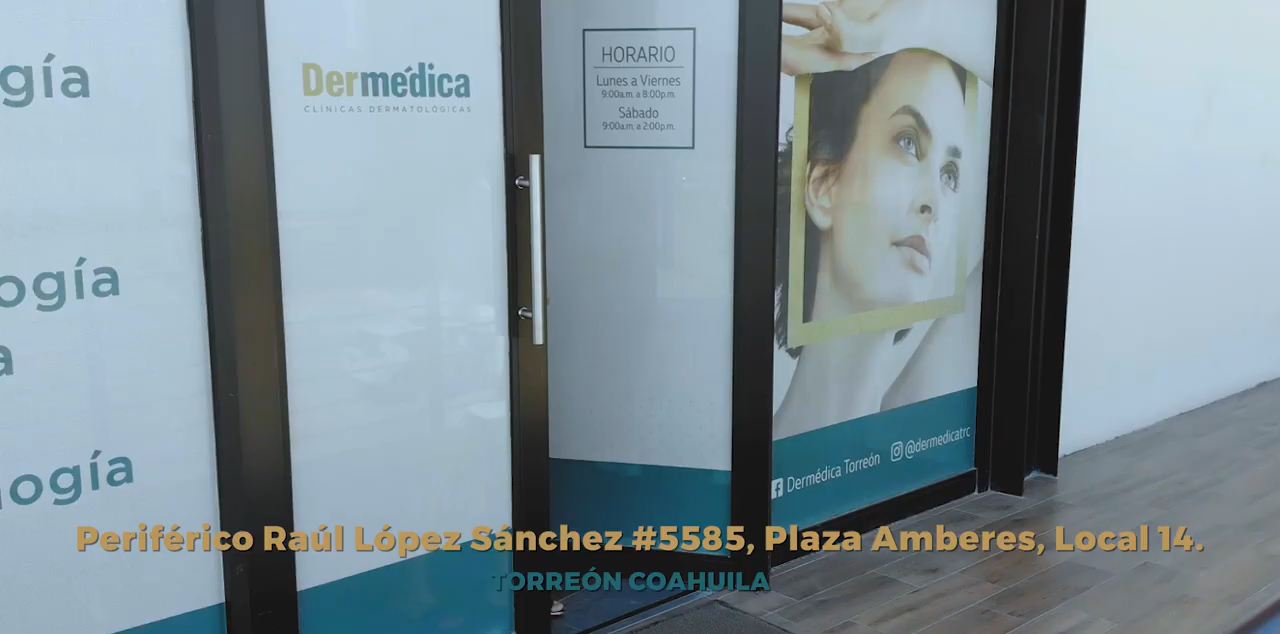 gía
ogía
a
logía
Dermédica
CLÍNICAS DERMATOLÓGICAS
HORARIO
Lunes a Viernes
9:00a.m. a 8:00p.m.
Sábado
9:00a.m. a 2:00p.m.
Dermédica Torreón @dermedicatrc
Periférico Raúl López Sánchez #5585, Plaza Amberes, Local 14.
TORREÓN COAHUILA